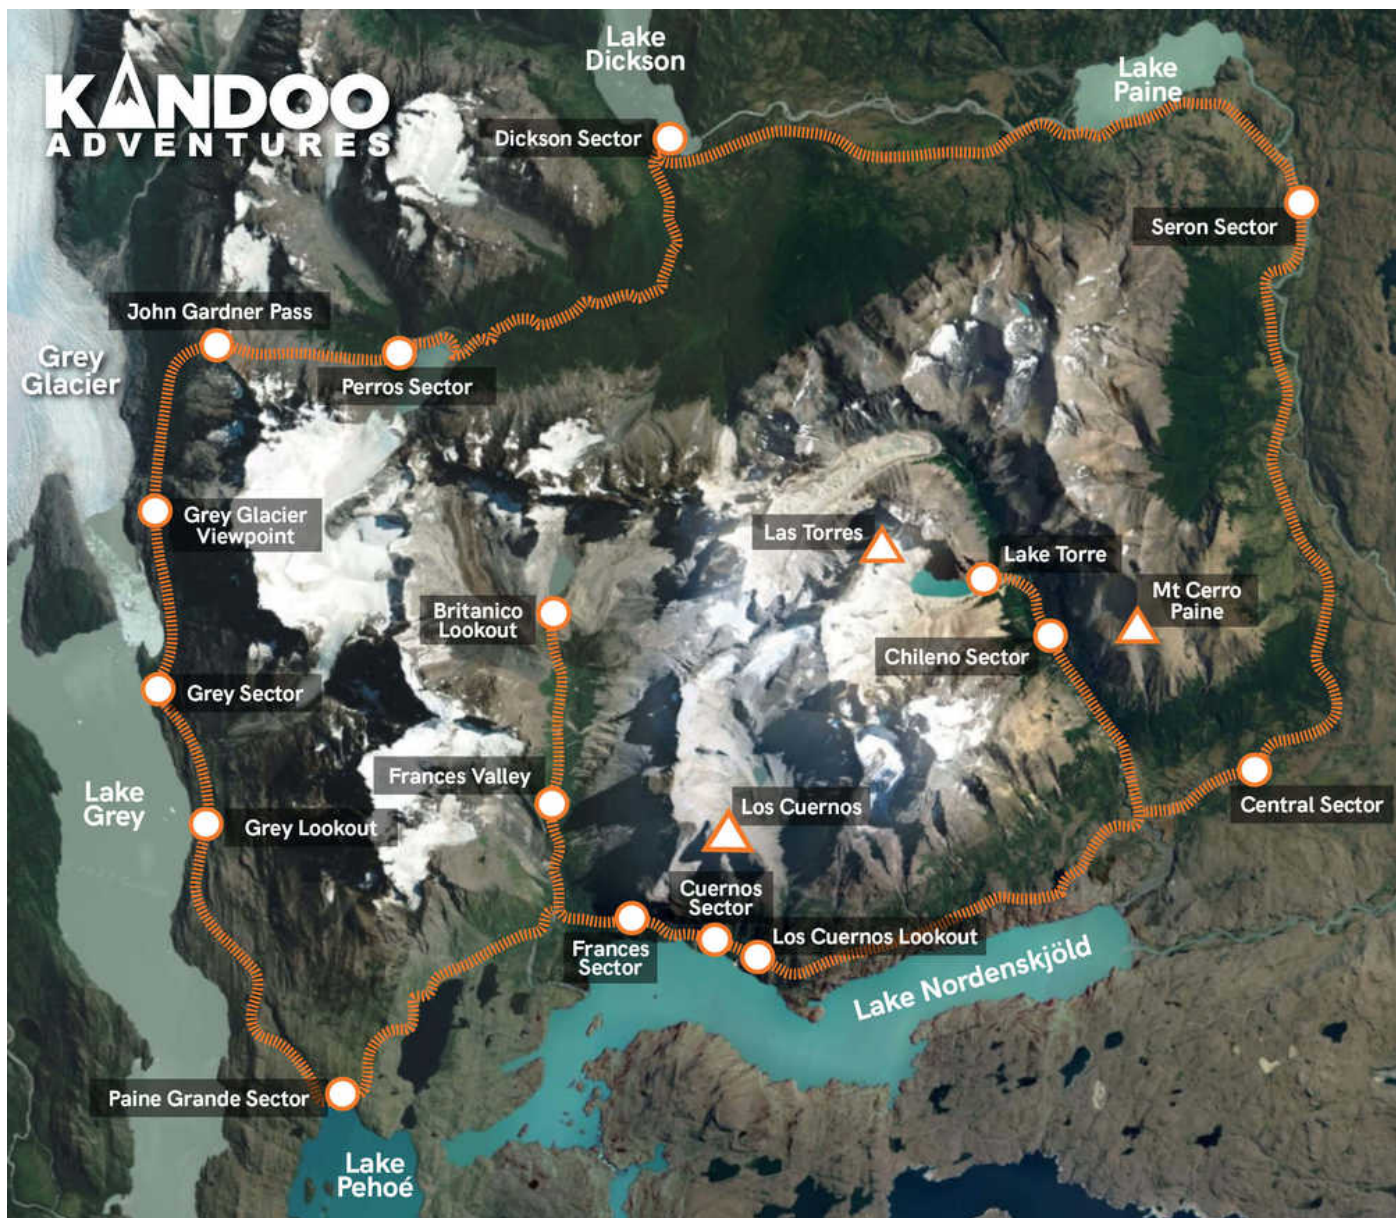 KANDOO
ADVENTURES
Lake
Dickson
Lake
Paine
Dickson Sector
Seron Sector
John Gardner Pass
Grey
Glacier
Perros Sector
Grey Glacier
Viewpoint
Las Torres
Lake Torre
Mt Cerro
Paine
Britanico
Lookout
Chileno Sector
Grey Sector
Frances Valley
Lake
Grey
Grey Lookout
Los Cuernos
Central Sector
Cuernos
Sector
Frances
Sector
Los Cuernos Lookout
Lake Nordenskjöld
Paine Grande Sector
Lake
Pehoé